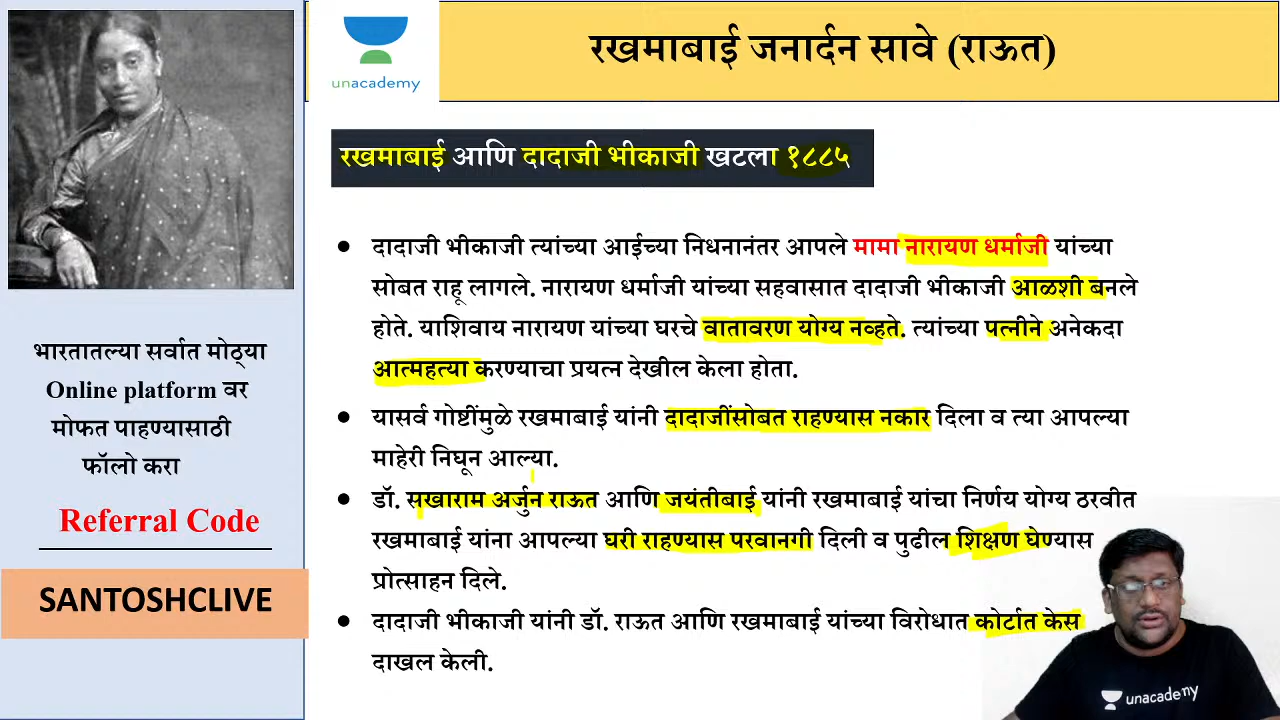 unacademy
रखमाबाई जनार्दन सावे (राऊत)
रखमाबाई आणि दादाजी भीकाजी खटला १८८५
• दादाजी भीकाजी त्यांच्या आईच्या निधनानंतर आपले मामा नारायण धर्माजी यांच्या
सोबत राहू लागले. नारायण धर्माजी यांच्या सहवासात दादाजी भीकाजी आळशी बनले
होते. याशिवाय नारायण यांच्या घरचे वातावरण योग्य नव्हते. त्यांच्या पत्नीने अनेकदा
आत्महत्या करण्याचा प्रयत्न देखील केला होता.
• यासर्व गोष्टींमुळे रखमाबाई यांनी दादाजींसोबत राहण्यास नकार दिला व त्या आपल्या
माहेरी निघून आल्या.
• डॉ. सखाराम अर्जुन राऊत आणि जयंतीबाई यांनी रखमाबाई यांचा निर्णय योग्य ठरवीत
रखमाबाई यांना आपल्या घरी राहण्यास परवानगी दिली व पुढील शिक्षण घेण्यास
प्रोत्साहन दिले.
• दादाजी भीकाजी यांनी डॉ. राऊत आणि रखमाबाई यांच्या विरोधात कोर्टात केस
दाखल केली.
भारतातल्या सर्वात मोठ्या
Online platform वर
मोफत पाहण्यासाठी
फॉलो करा
Referral Code
SANTOSHCLIVE
unacademy